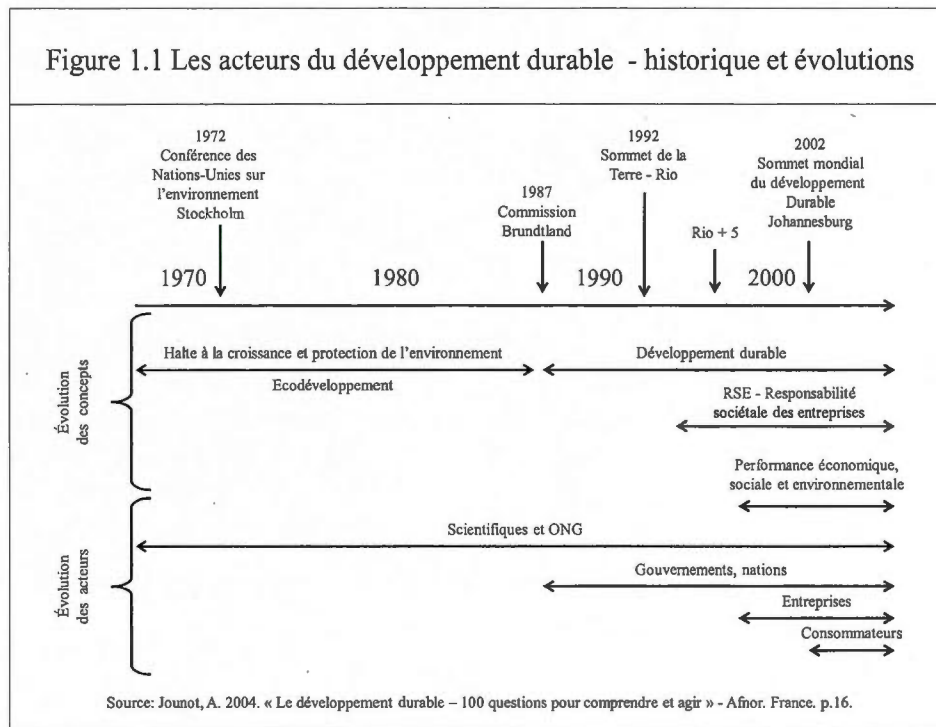 Figure 1.1 Les acteurs du développement durable - historique et évolutions
1972
Conférence des
Nations-Unies sur
l'environnement
Stockholm
1987
Commission
Brundtland
1992
Sommet de la
Terre - Rio
Rio + 5
2002
Sommet mondial
du développement
Durable
Johannesburg
1970
1980
1990
2000
Évolution
des concepts
Halte à la croissance et protection de l'environnement
Ecodéveloppement
Développement durable
RSE - Responsabilité
sociétale des entreprises
Performance économique,
sociale et environnementale
Évolution
des acteurs
Scientifiques et ONG
Gouvernements, nations
Entreprises
Consommateurs
Source: Jounot, A. 2004. « Le développement durable – 100 questions pour comprendre et agir » - Afnor. France. p.16.